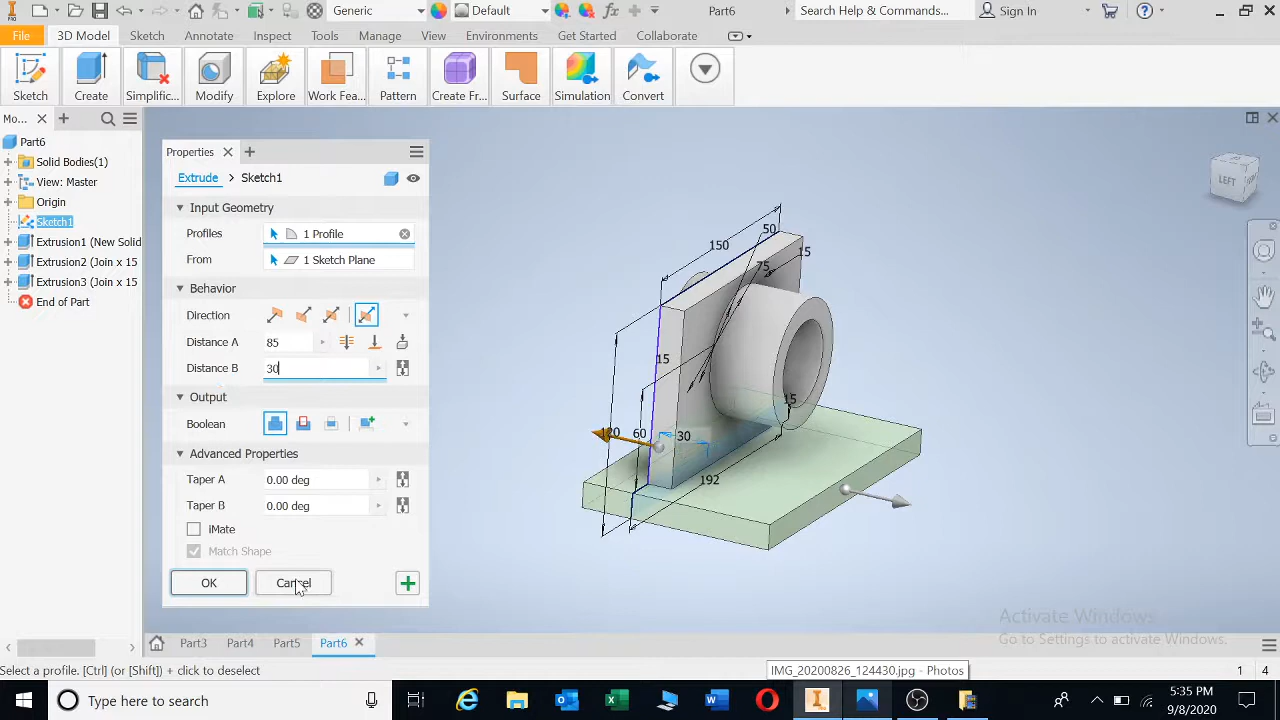 Generic
Default
Part6
Search Help & Commands...
Sign In
File
3D Model
Sketch
Annotate
Inspect
Tools
Manage
View
Environments
Get Started
Collaborate
Sketch
Create
Simplific...
Modify
Explore
Work Fea...
Pattern
Create Fr...
Surface
Simulation
Convert
Mo...
Part6
Solid Bodies(1)
View: Master
Origin
Sketch1
Extrusion1 (New Solid
Extrusion2 (Join x 15
Extrusion3 (Join x 15
End of Part
Properties
Extrude > Sketch1
Input Geometry
Profiles 1 Profile
From 1 Sketch Plane
Behavior
Direction
Distance A 85
Distance B 30
Output
Boolean
Advanced Properties
Taper A 0.00 deg
Taper B 0.00 deg
iMate
Match Shape
OK Cancel
LEFT
150
50
15
75
15
15
120
60
30
192
Activate Windows
Go to Settings to activate Windows.
Part3
Part4
Part5
Part6
Select a profile. [Ctrl] (or [Shift]) + click to deselect
IMG_20200826_124430.jpg - Photos
1 4
Type here to search
5:35 PM
9/8/2020